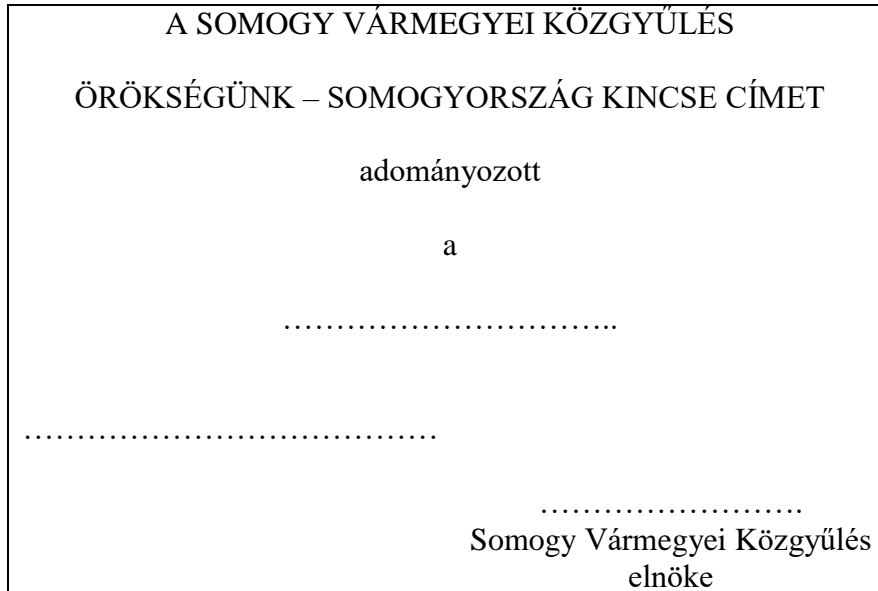 A SOMOGY VÁRMEGYEI KÖZGYŰLÉS
ÖRÖKSÉGÜNK – SOMOGYORSZÁG KINCSE CÍMET
adományozott
a
…………………………..
…………………………………
…………………….
Somogy Vármegyei Közgyűlés
elnöke